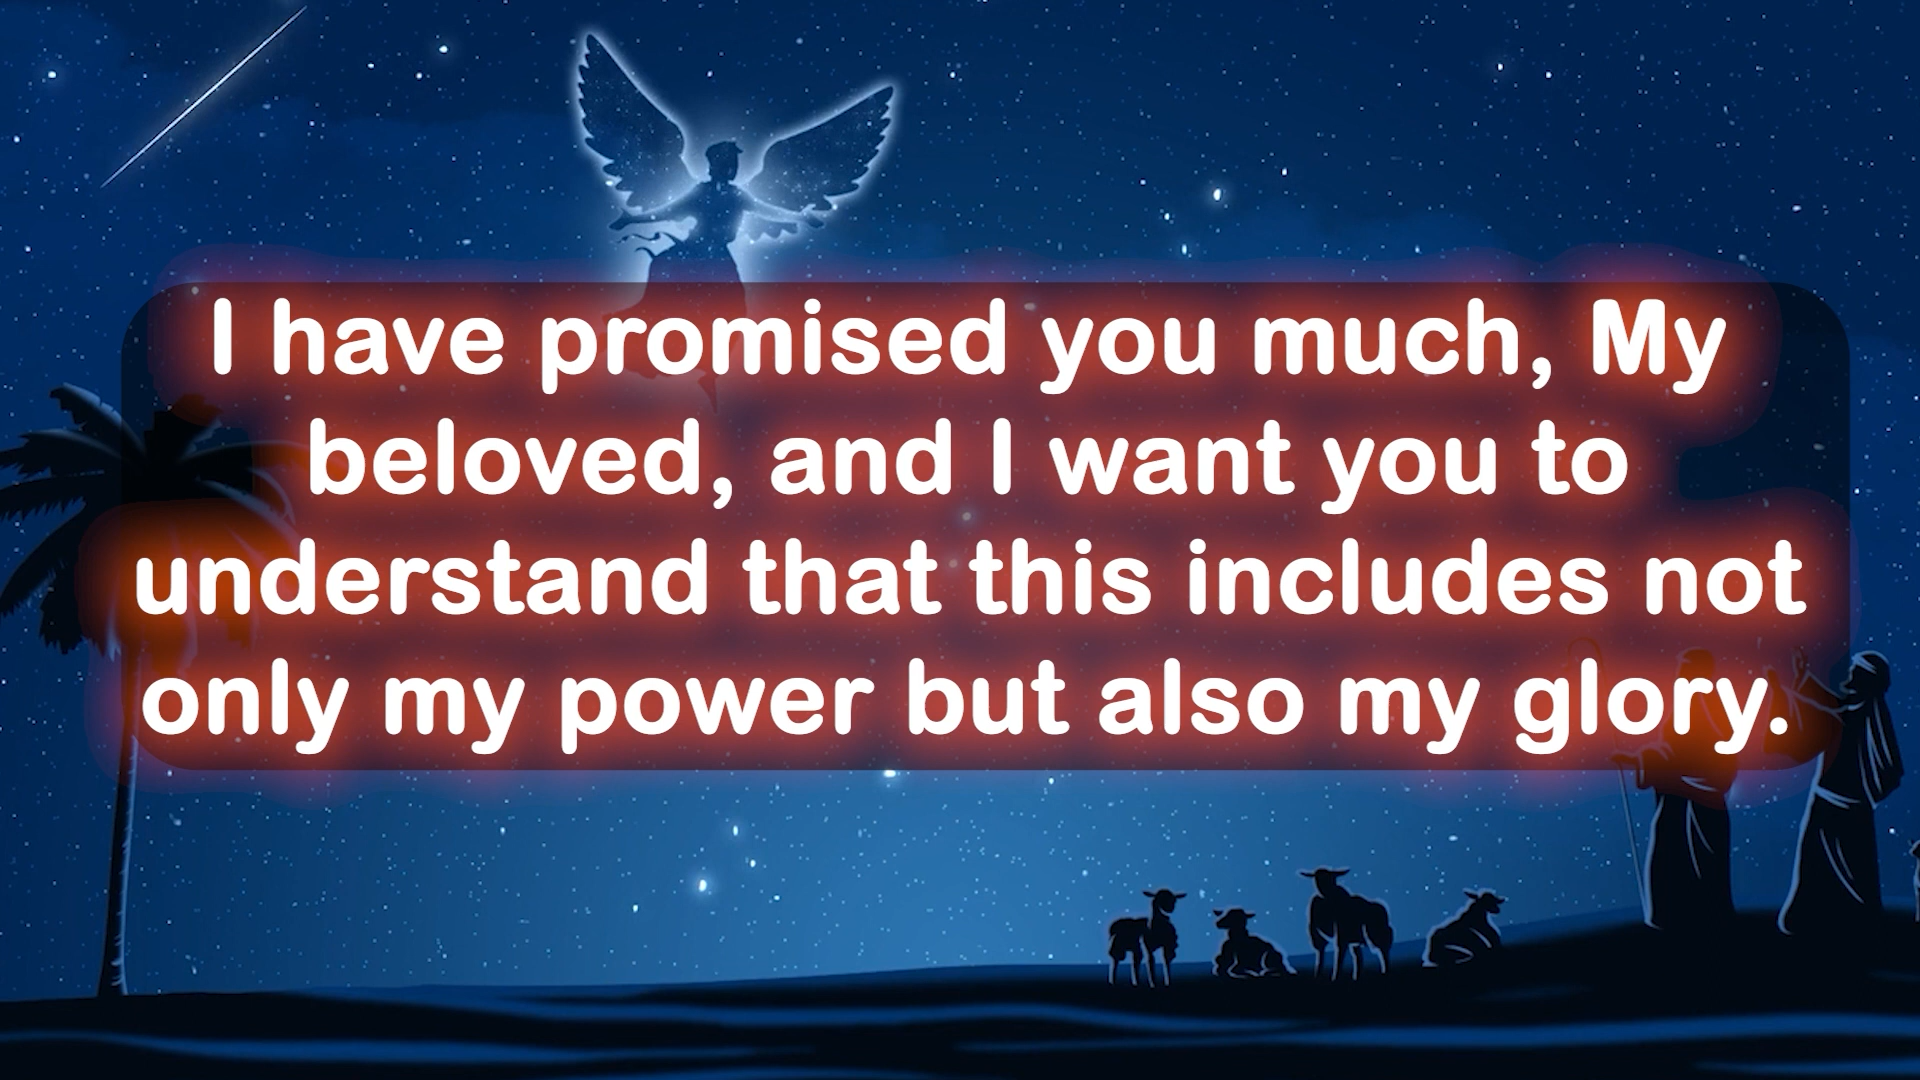 I have promised you much, My
beloved, and I want you to
understand that this includes not
only my power but also my glory.